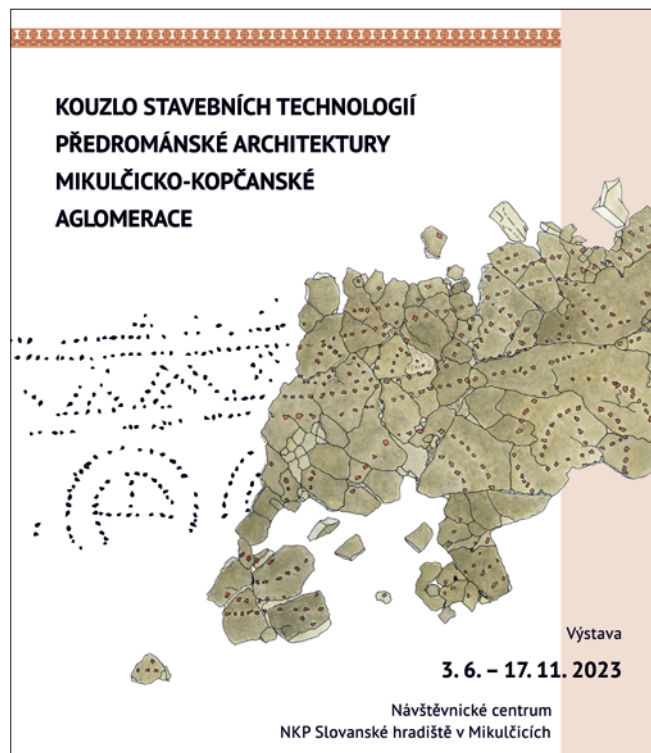 KOUZLO STAVEBNÍCH TECHNOLOGIÍ
PŘEDROMÁNSKÉ ARCHITEKTURY
MIKULČICKO-KOPČANSKÉ
AGLOMERACE
Výstava
3. 6. – 17. 11. 2023
Návštěvnické centrum
NKP Slovanské hradiště v Mikulčicích